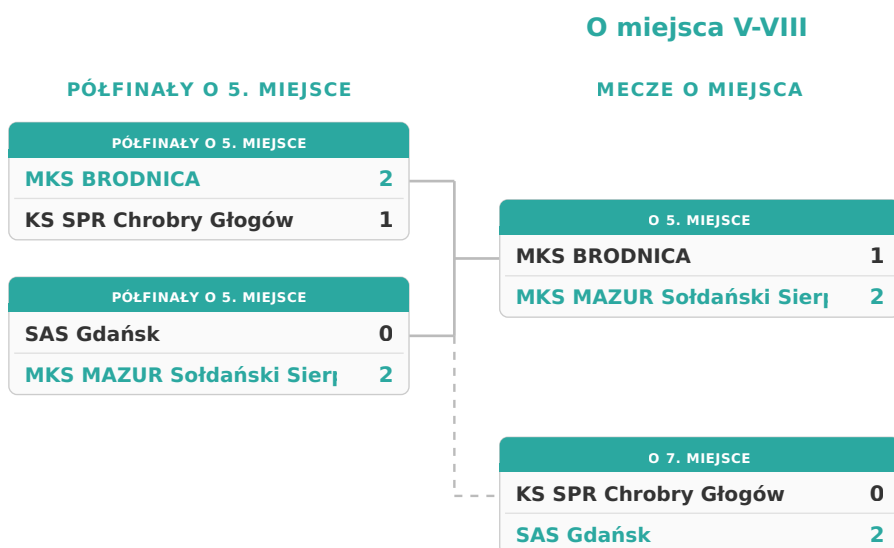 O miejsca V-VIII
PÓŁFINAŁY O 5. MIEJSCE
MECZE O MIEJSCA
PÓŁFINAŁY O 5. MIEJSCE
MKS BRODNICA 2
KS SPR Chrobry Głogów 1
PÓŁFINAŁY O 5. MIEJSCE
SAS Gdańsk 0
MKS MAZUR Sołdański 2
O 5. MIEJSCE
MKS BRODNICA 1
MKS MAZUR Sołdański 2
O 7. MIEJSCE
KS SPR Chrobry Głogów 0
SAS Gdańsk 2